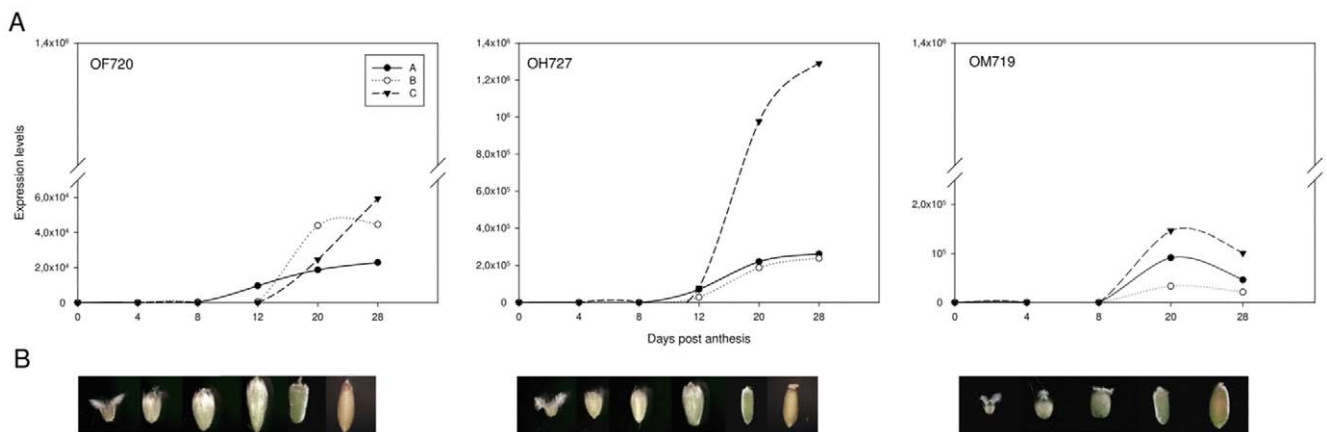 A
OF720
1,4x10⁶
6,0x10⁴
4,0x10⁴
2,0x10⁴
0
0 4 8 12 20 28
A
B
C
Expression levels
OH727
1,4x10⁶
1,2x10⁶
10⁶
8,0x10⁵
6,0x10⁵
4,0x10⁵
2,0x10⁵
0
0 4 8 12 20 28
Days post anthesis
OM719
1,4x10⁶
2,0x10⁵
10⁵
0
0 4 8 20 28
B